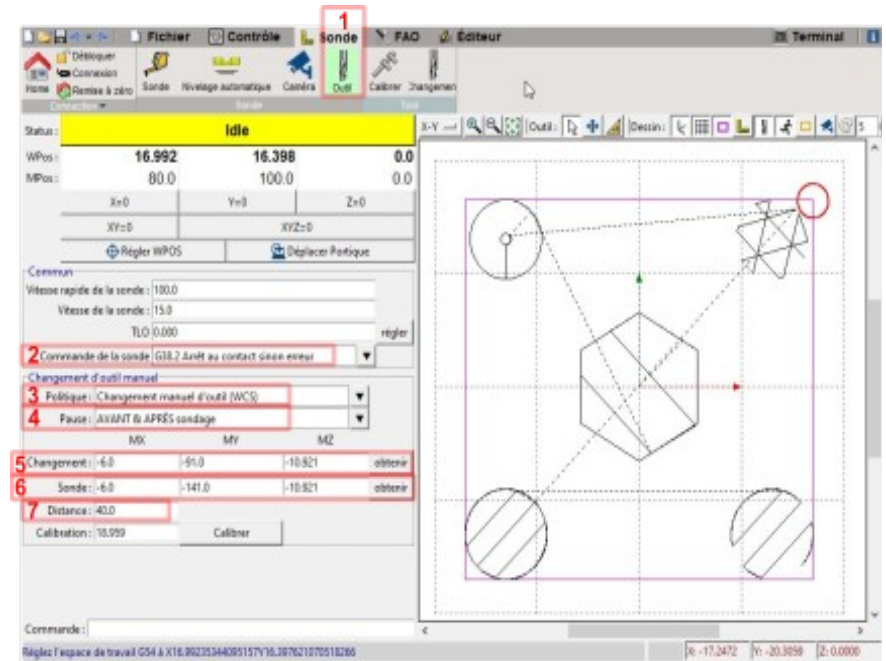 1
Fichier Contrôle Sonde FAO Éditeur Terminal
Débloquer
Connexion
Home Remise à zéro Sonde Nivelage automatique Caméra Outil Calibrer Changemen
Connection Sonde Tool
Status : Idle
WPos : 16.992 16.398 0.0
MPos : 80.0 100.0 0.0
X=0 Y=0 Z=0
XY=0 XYZ=0
Régler WPOS Déplacer Portique
X-Y Outil : Dessin : 5
Commun
Vitesse rapide de la sonde : 100.0
Vitesse de la sonde : 15.0
TLO 0.000 régler
2 Commande de la sonde G38.2 Arrêt au contact sinon erreur
Changement d'outil manuel
3 Politique : Changement manuel d'outil (WCS)
4 Pause : AVANT & APRÈS sondage
MX MY MZ
5 Changement : -6.0 -91.0 -10.921 obtenir
6 Sonde : -6.0 -141.0 -10.921 obtenir
7 Distance : 40.0
Calibration : 18.959 Calibrer
Commande :
Réglez l'espace de travail G54 à X16.99235344095157Y16.397621070518266
X: -17.2472 Y: -20.3059 Z: 0.0000